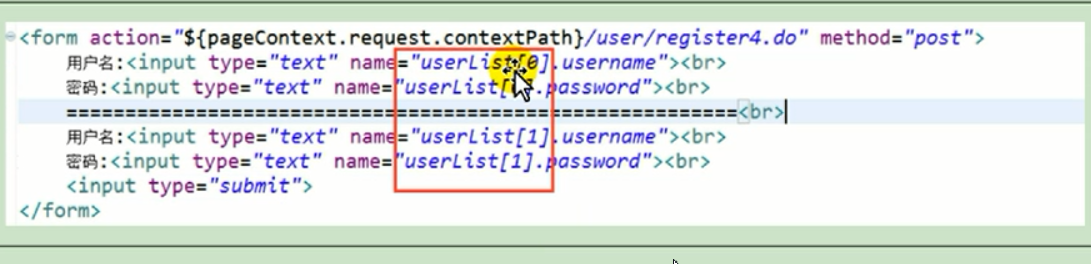 <form action="${pageContext.request.contextPath}/user/register4.do" method="post">
用户名:<input type="text" name="userList[0].username"><br>
密码:<input type="text" name="userList[ ].password"><br>
=========================================================<br>
用户名:<input type="text" name="userList[1].username"><br>
密码:<input type="text" name="userList[1].password"><br>
<input type="submit">
</form>